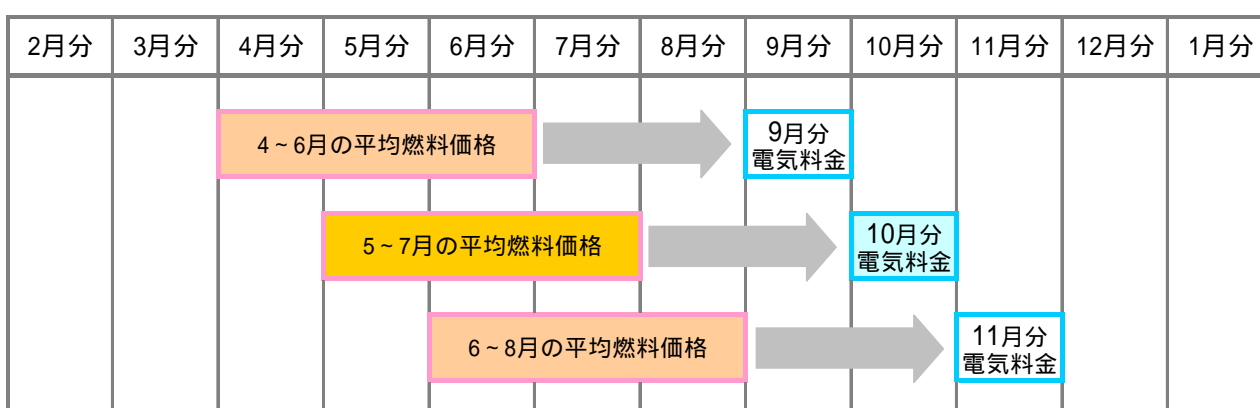 2月分 3月分 4月分 5月分 6月分 7月分 8月分 9月分 10月分 11月分 12月分 1月分
4~6月の平均燃料価格
9月分
電気料金
5~7月の平均燃料価格
10月分
電気料金
6~8月の平均燃料価格
11月分
電気料金